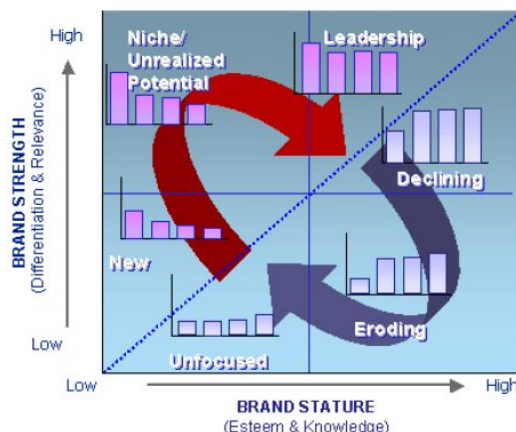 High
Niche/
Unrealized
Potential
Leadership
BRAND STRENGTH
(Differentiation & Relevance)
Declining
New
Eroding
Unfocused
Low
Low
High
BRAND STATURE
(Esteem & Knowledge)